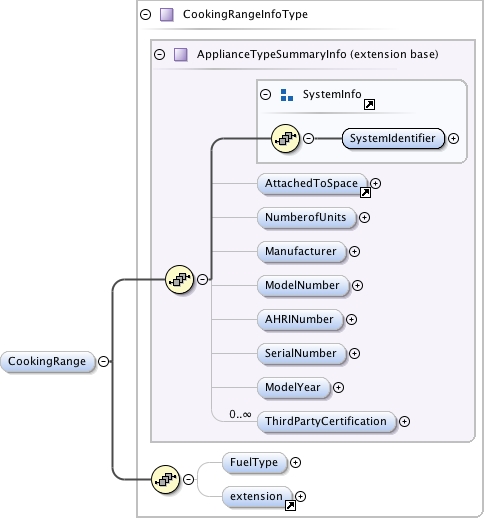 CookingRangeInfoType
ApplianceTypeSummaryInfo (extension base)
SystemInfo
SystemIdentifier
AttachedToSpace
NumberofUnits
Manufacturer
ModelNumber
AHRINumber
SerialNumber
ModelYear
0..∞
ThirdPartyCertification
CookingRange
FuelType
extension